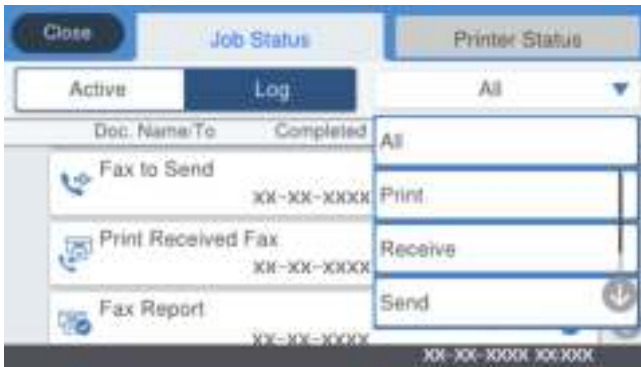 Close
Job Status
Printer Status
Active
Log
All
Doc. Name/To
Completed
All
Fax to Send
XX-XX-XXXX
Print
Print Received Fax
XX-XX-XXXX
Receive
Fax Report
XX-XX-XXXX
Send
XX-XX-XXXX XX:XXX